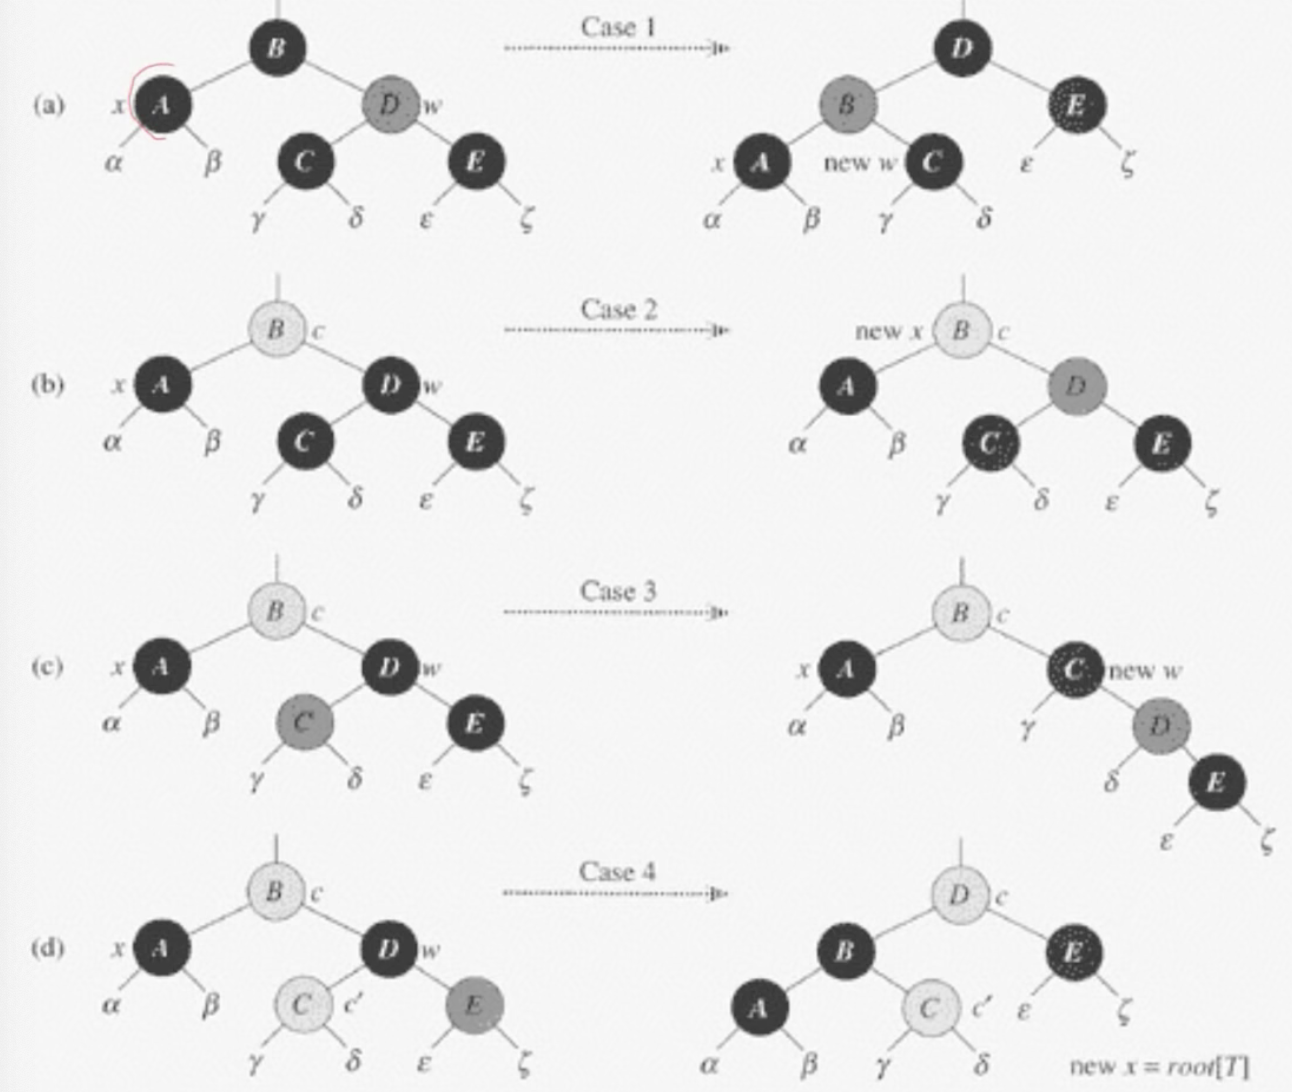 Case 1
B D
(a) x A D w B E
C E x A new w C ε ζ
α β α β γ δ
γ δ ε ζ
Case 2
B c new x B c
(b) x A D w A D
α β C E α β C E
γ δ ε ζ γ δ ε ζ
Case 3
B c B c
(c) x A D w x A C new w
α β C E α β γ D
γ δ ε ζ δ E
ε ζ
Case 4
B c D c
(d) x A D w B E
α β C c′ E A C c′ ε ζ
γ δ ε ζ α β γ δ
new x = root[T]